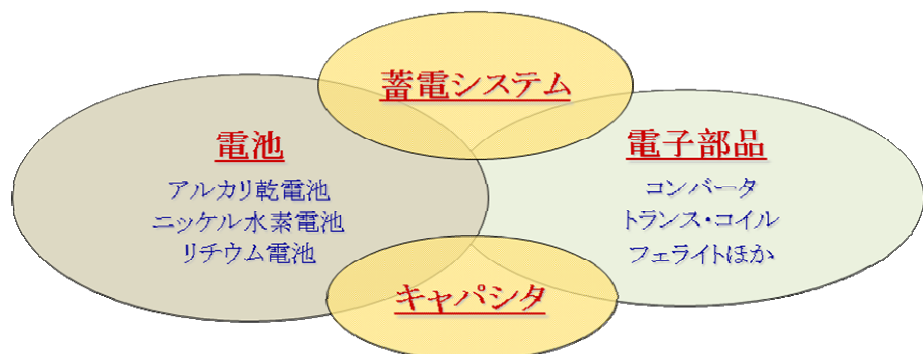 蓄電システム
電池
アルカリ乾電池
ニッケル水素電池
リチウム電池
電子部品
コンバータ
トランス・コイル
フェライトほか
キャパシタ